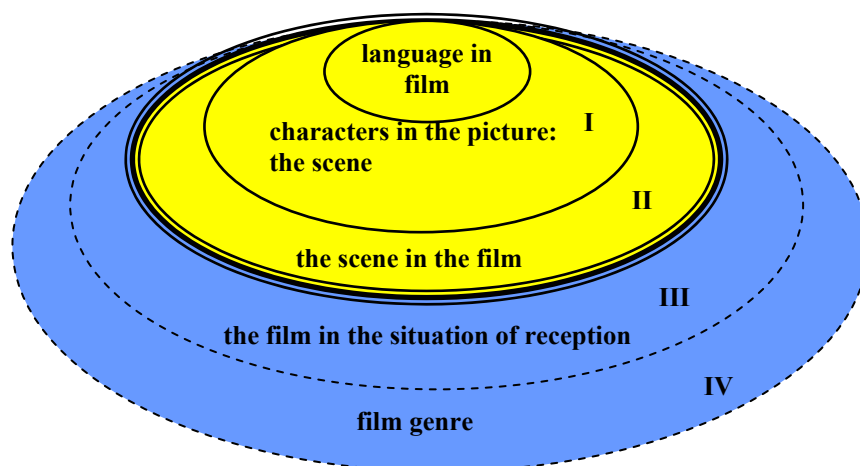 language in
film
I
characters in the picture:
the scene
II
the scene in the film
III
the film in the situation of reception
IV
film genre